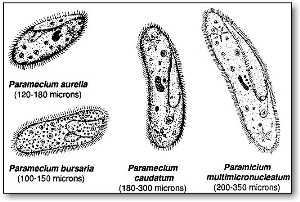 Paramecium aurelia
(120-180 microns)
Paramecium bursaria
(100-150 microns)
Paramecium
caudatum
(180-300 microns)
Paramicium
multimicronucleatum
(200-350 microns)